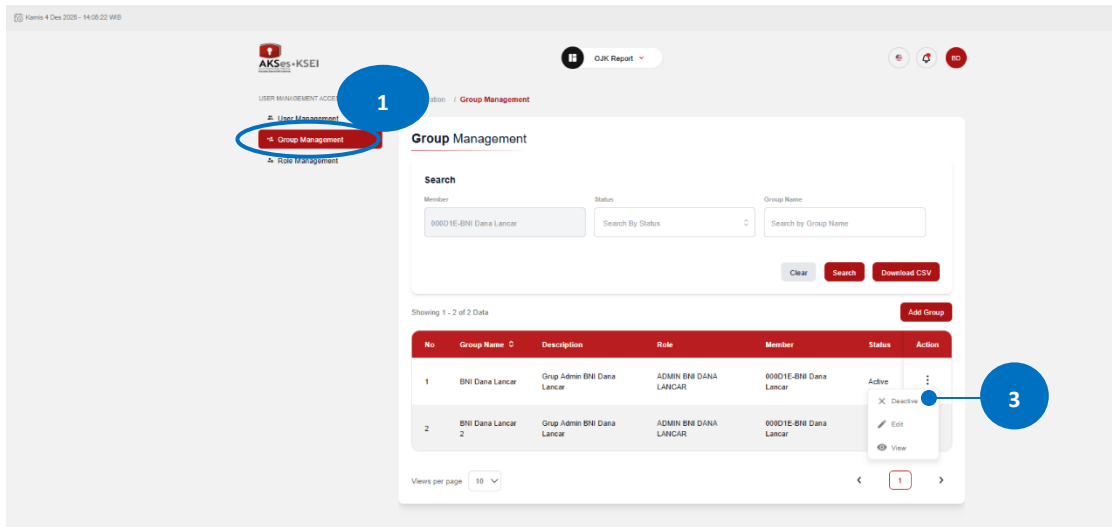 Kamis 4 Des 2025 - 14:08:22 WIB
AKSes-KSEI
OJK Report
BD
USER MANAGEMENT ACCE
1
/ Group Management
User Management
Group Management
Role Management
Group Management
Search
Member
Status
Group Name
000D1E-BNI Dana Lancar
Search By Status
Search by Group Name
Clear
Search
Download CSV
Showing 1 - 2 of 2 Data
Add Group
No Group Name Description Role Member Status Action
1 BNI Dana Lancar Grup Admin BNI Dana Lancar ADMIN BNI DANA LANCAR 000D1E-BNI Dana Lancar Active
Deactive
3
2 BNI Dana Lancar 2 Grup Admin BNI Dana Lancar ADMIN BNI DANA LANCAR 000D1E-BNI Dana Lancar
Edit
View
Views per page 10
1